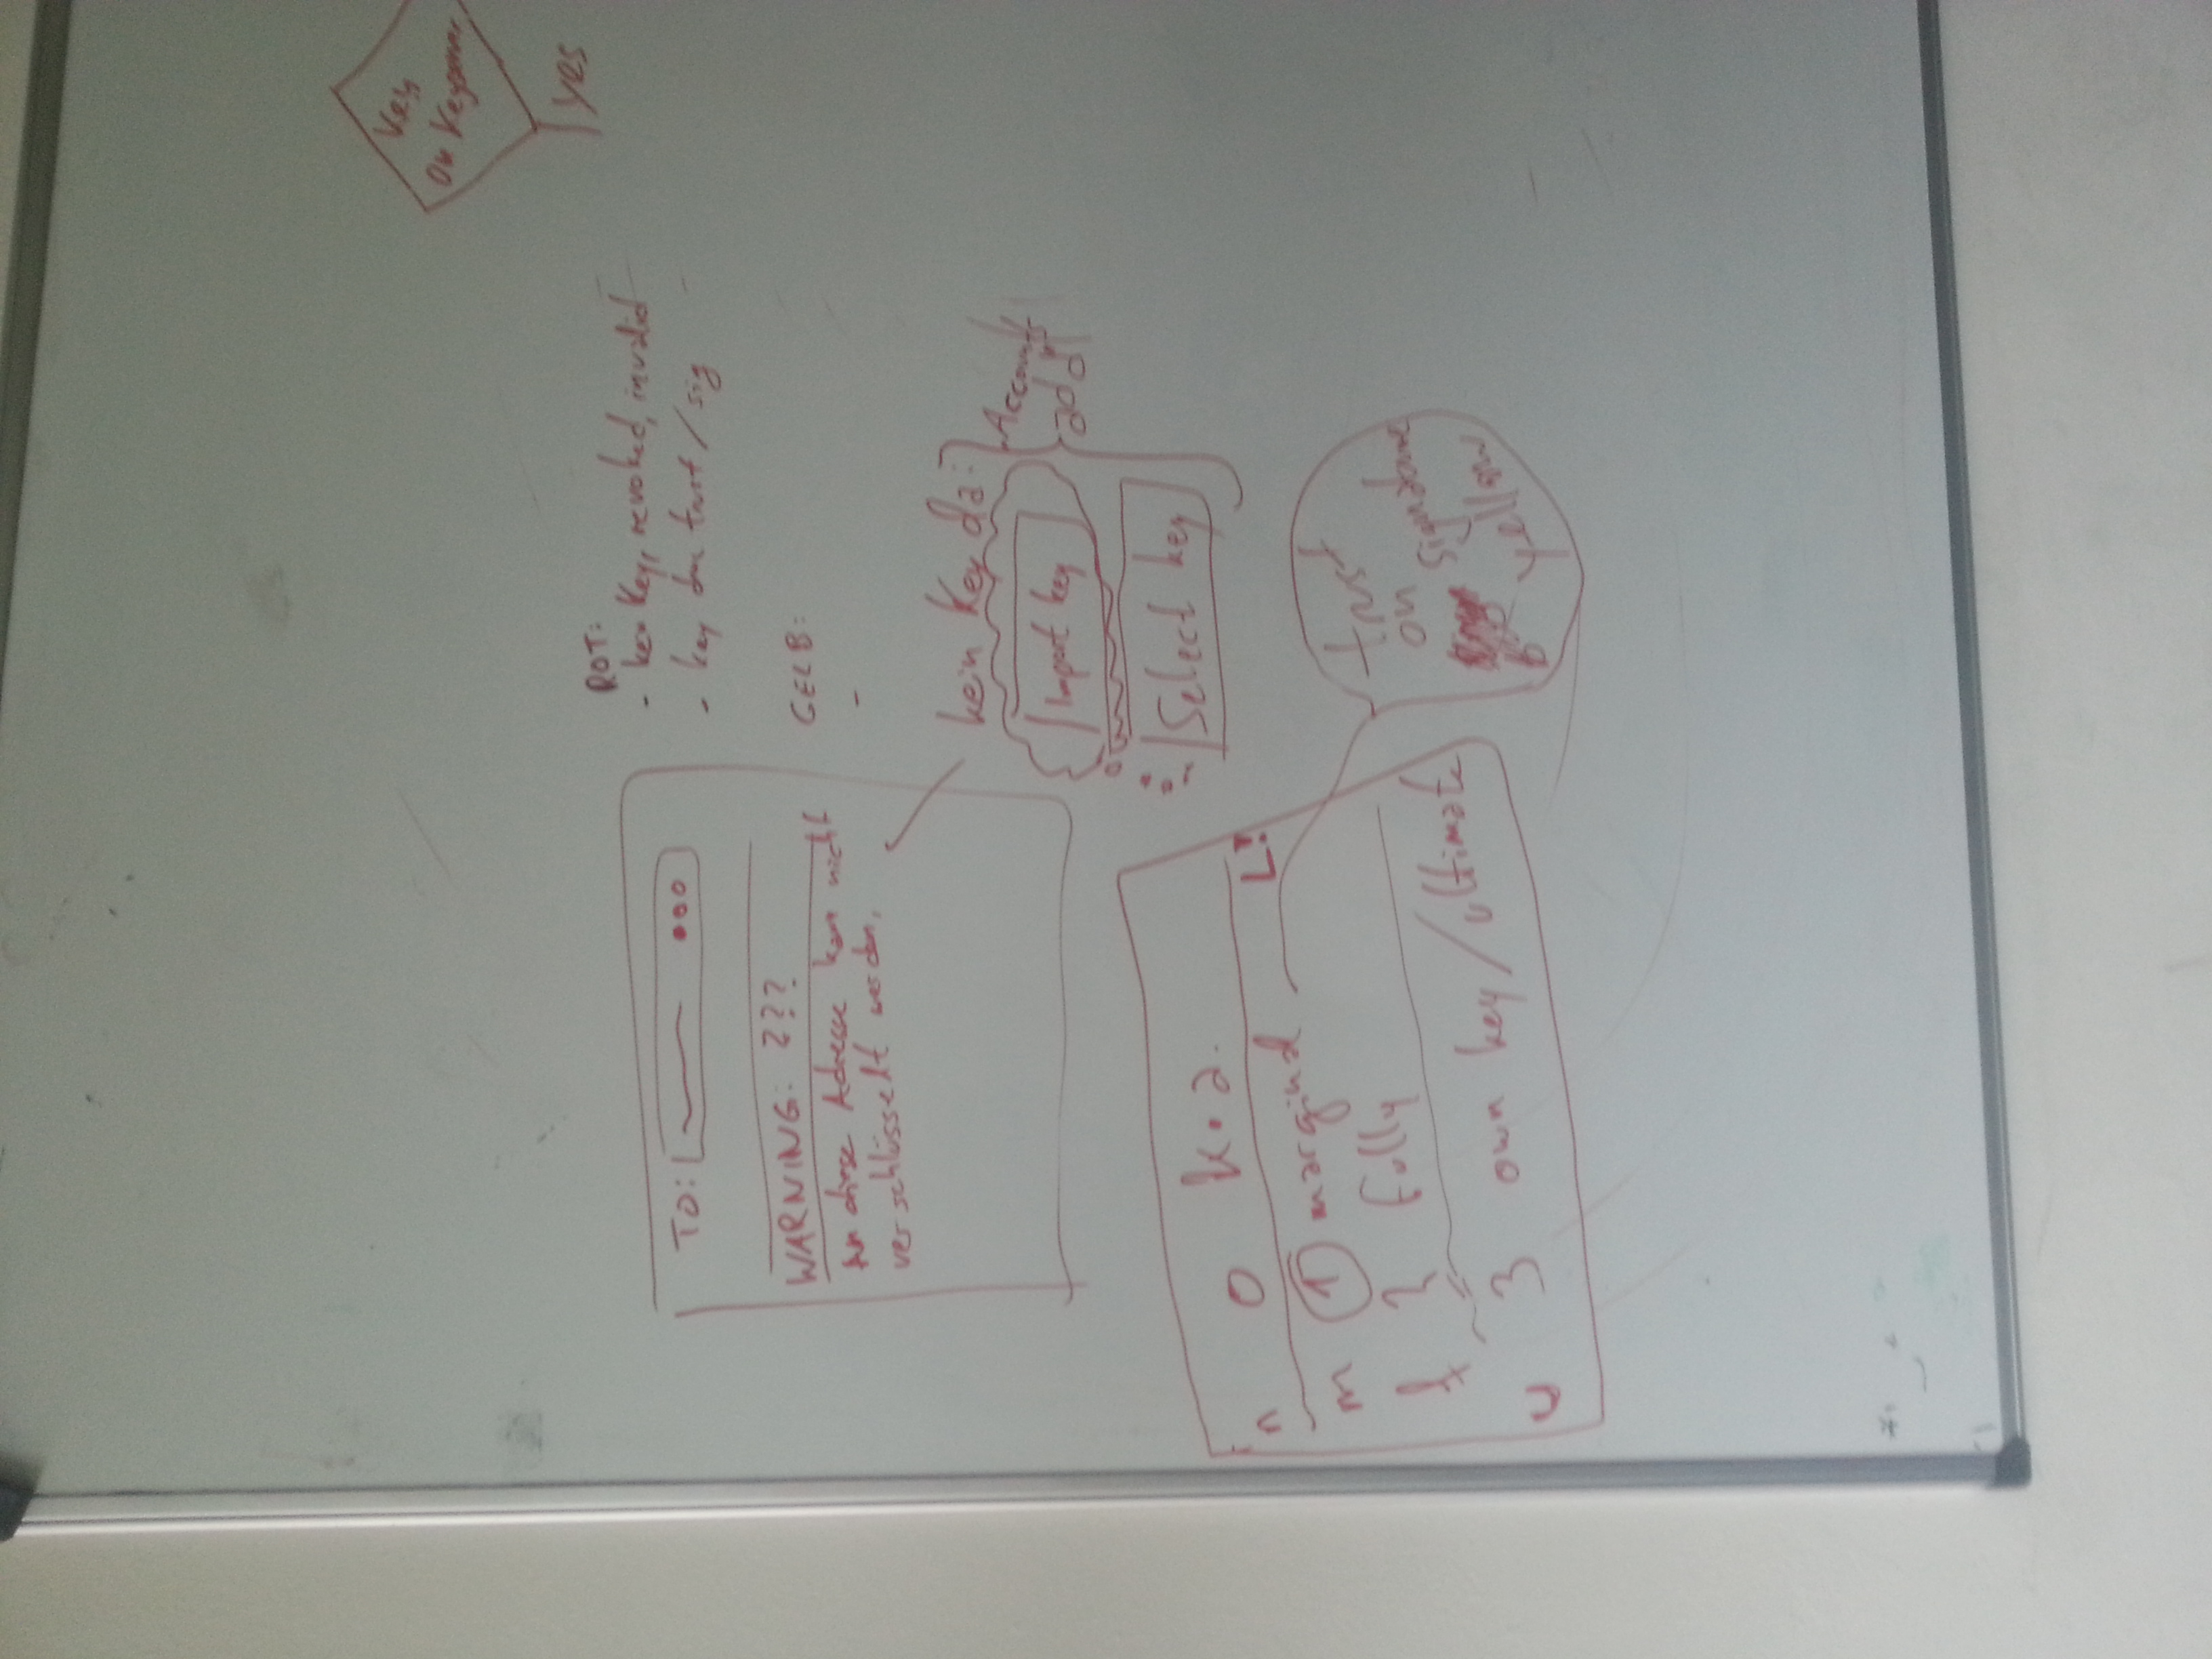 Key
on Keyserver
yes
ROT:
- kein Key, revoked, invalid
- key ohne trust / sig
GELB:
-
TO:
WARNING: ???
An diese Adresse kann nicht
verschlüsselt werden,
kein Key da:
Import key
Select key
Account
add
n 0 k.a.
L!
m 1 marginal
f 2 fully
u 3 own key/ultimate
trust
on
signature
yellow